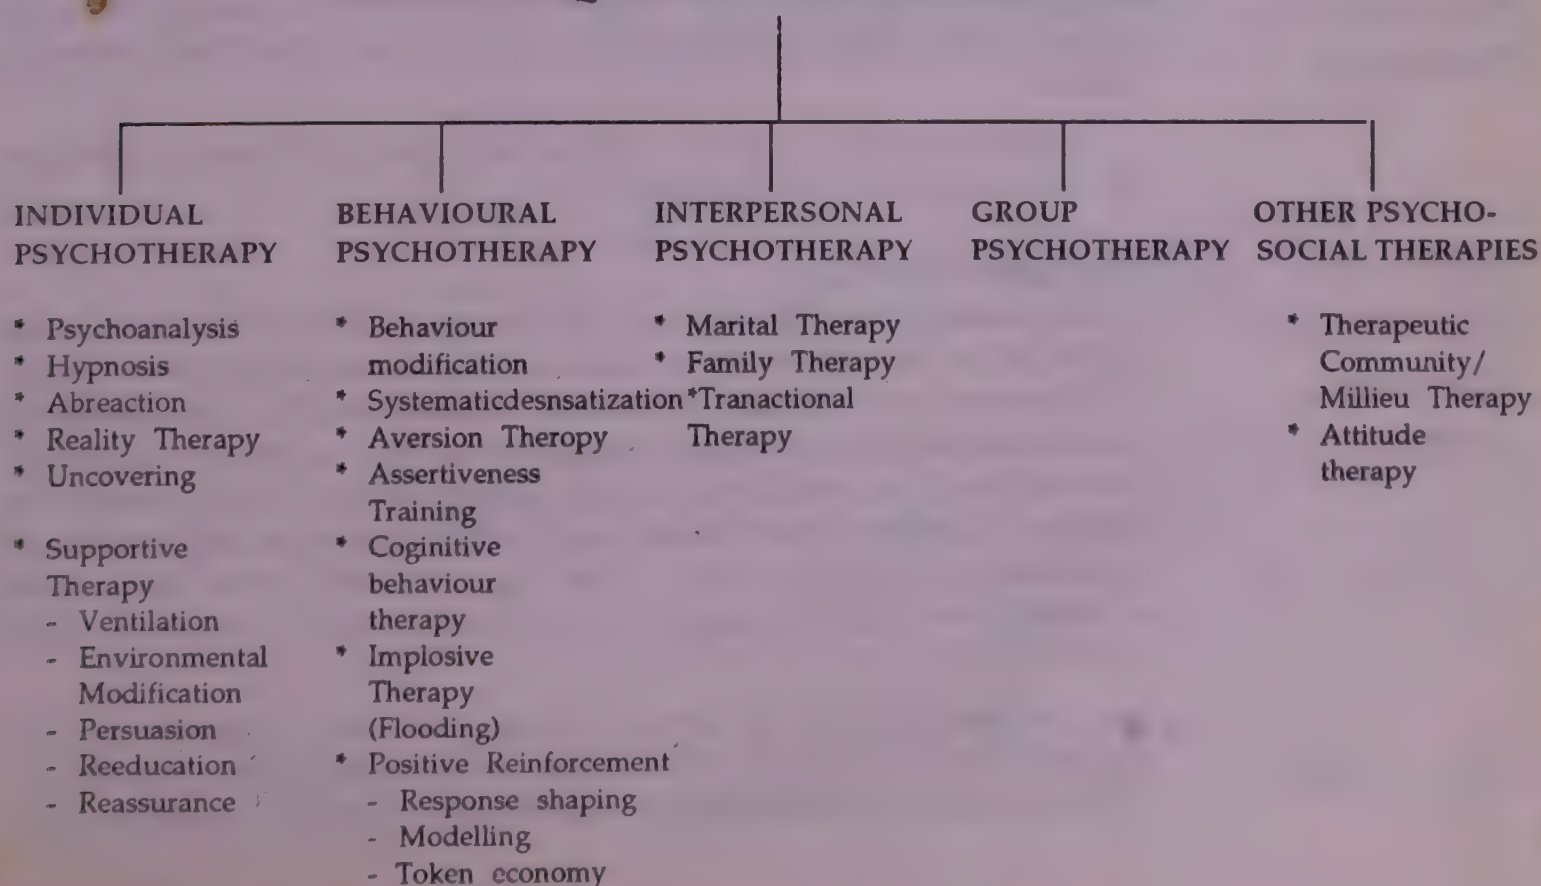 INDIVIDUAL
PSYCHOTHERAPY
* Psychoanalysis
* Hypnosis
* Abreaction
* Reality Therapy
* Uncovering
* Supportive
Therapy
- Ventilation
- Environmental
Modification
- Persuasion
- Reeducation
- Reassurance
BEHAVIOURAL
PSYCHOTHERAPY
* Behaviour
modification
* Systematicdesnsatization
* Aversion Theropy
* Assertiveness
Training
* Coginitive
behaviour
therapy
* Implosive
Therapy
(Flooding)
* Positive Reinforcement
- Response shaping
- Modelling
- Token economy
INTERPERSONAL
PSYCHOTHERAPY
* Marital Therapy
* Family Therapy
*Tranactional
Therapy
GROUP
PSYCHOTHERAPY
OTHER PSYCHO-
SOCIAL THERAPIES
* Therapeutic
Community/
Millieu Therapy
* Attitude
therapy